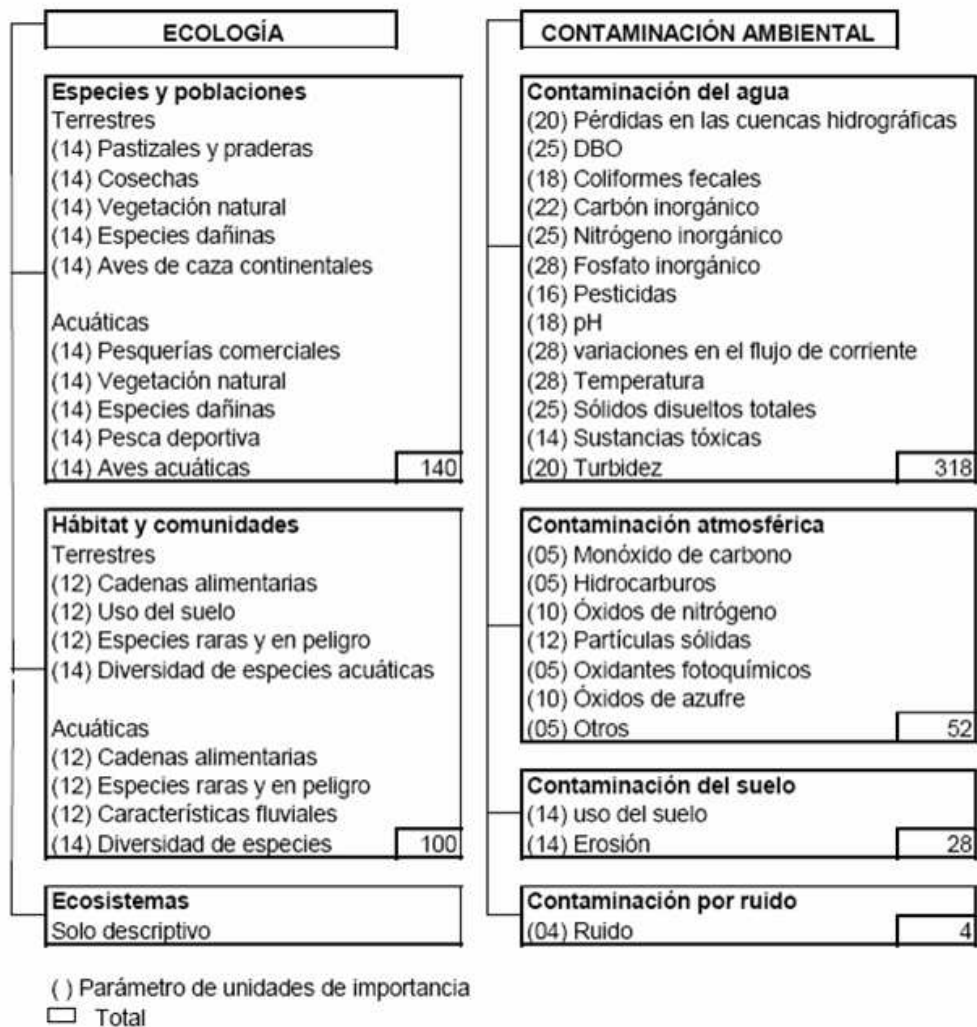 ECOLOGÍA
Especies y poblaciones
Terrestres
(14) Pastizales y praderas
(14) Cosechas
(14) Vegetación natural
(14) Especies dañinas
(14) Aves de caza continentales
Acuáticas
(14) Pesquerías comerciales
(14) Vegetación natural
(14) Especies dañinas
(14) Pesca deportiva
(14) Aves acuáticas 140
Hábitat y comunidades
Terrestres
(12) Cadenas alimentarias
(12) Uso del suelo
(12) Especies raras y en peligro
(14) Diversidad de especies acuáticas
Acuáticas
(12) Cadenas alimentarias
(12) Especies raras y en peligro
(12) Características fluviales
(14) Diversidad de especies 100
Ecosistemas
Solo descriptivo
CONTAMINACIÓN AMBIENTAL
Contaminación del agua
(20) Pérdidas en las cuencas hidrográficas
(25) DBO
(18) Coliformes fecales
(22) Carbón inorgánico
(25) Nitrógeno inorgánico
(28) Fosfato inorgánico
(16) Pesticidas
(18) pH
(28) variaciones en el flujo de corriente
(28) Temperatura
(25) Sólidos disueltos totales
(14) Sustancias tóxicas
(20) Turbidez 318
Contaminación atmosférica
(05) Monóxido de carbono
(05) Hidrocarburos
(10) Óxidos de nitrógeno
(12) Partículas sólidas
(05) Oxidantes fotoquímicos
(10) Óxidos de azufre
(05) Otros 52
Contaminación del suelo
(14) uso del suelo
(14) Erosión 28
Contaminación por ruido
(04) Ruido 4
( ) Parámetro de unidades de importancia
Total